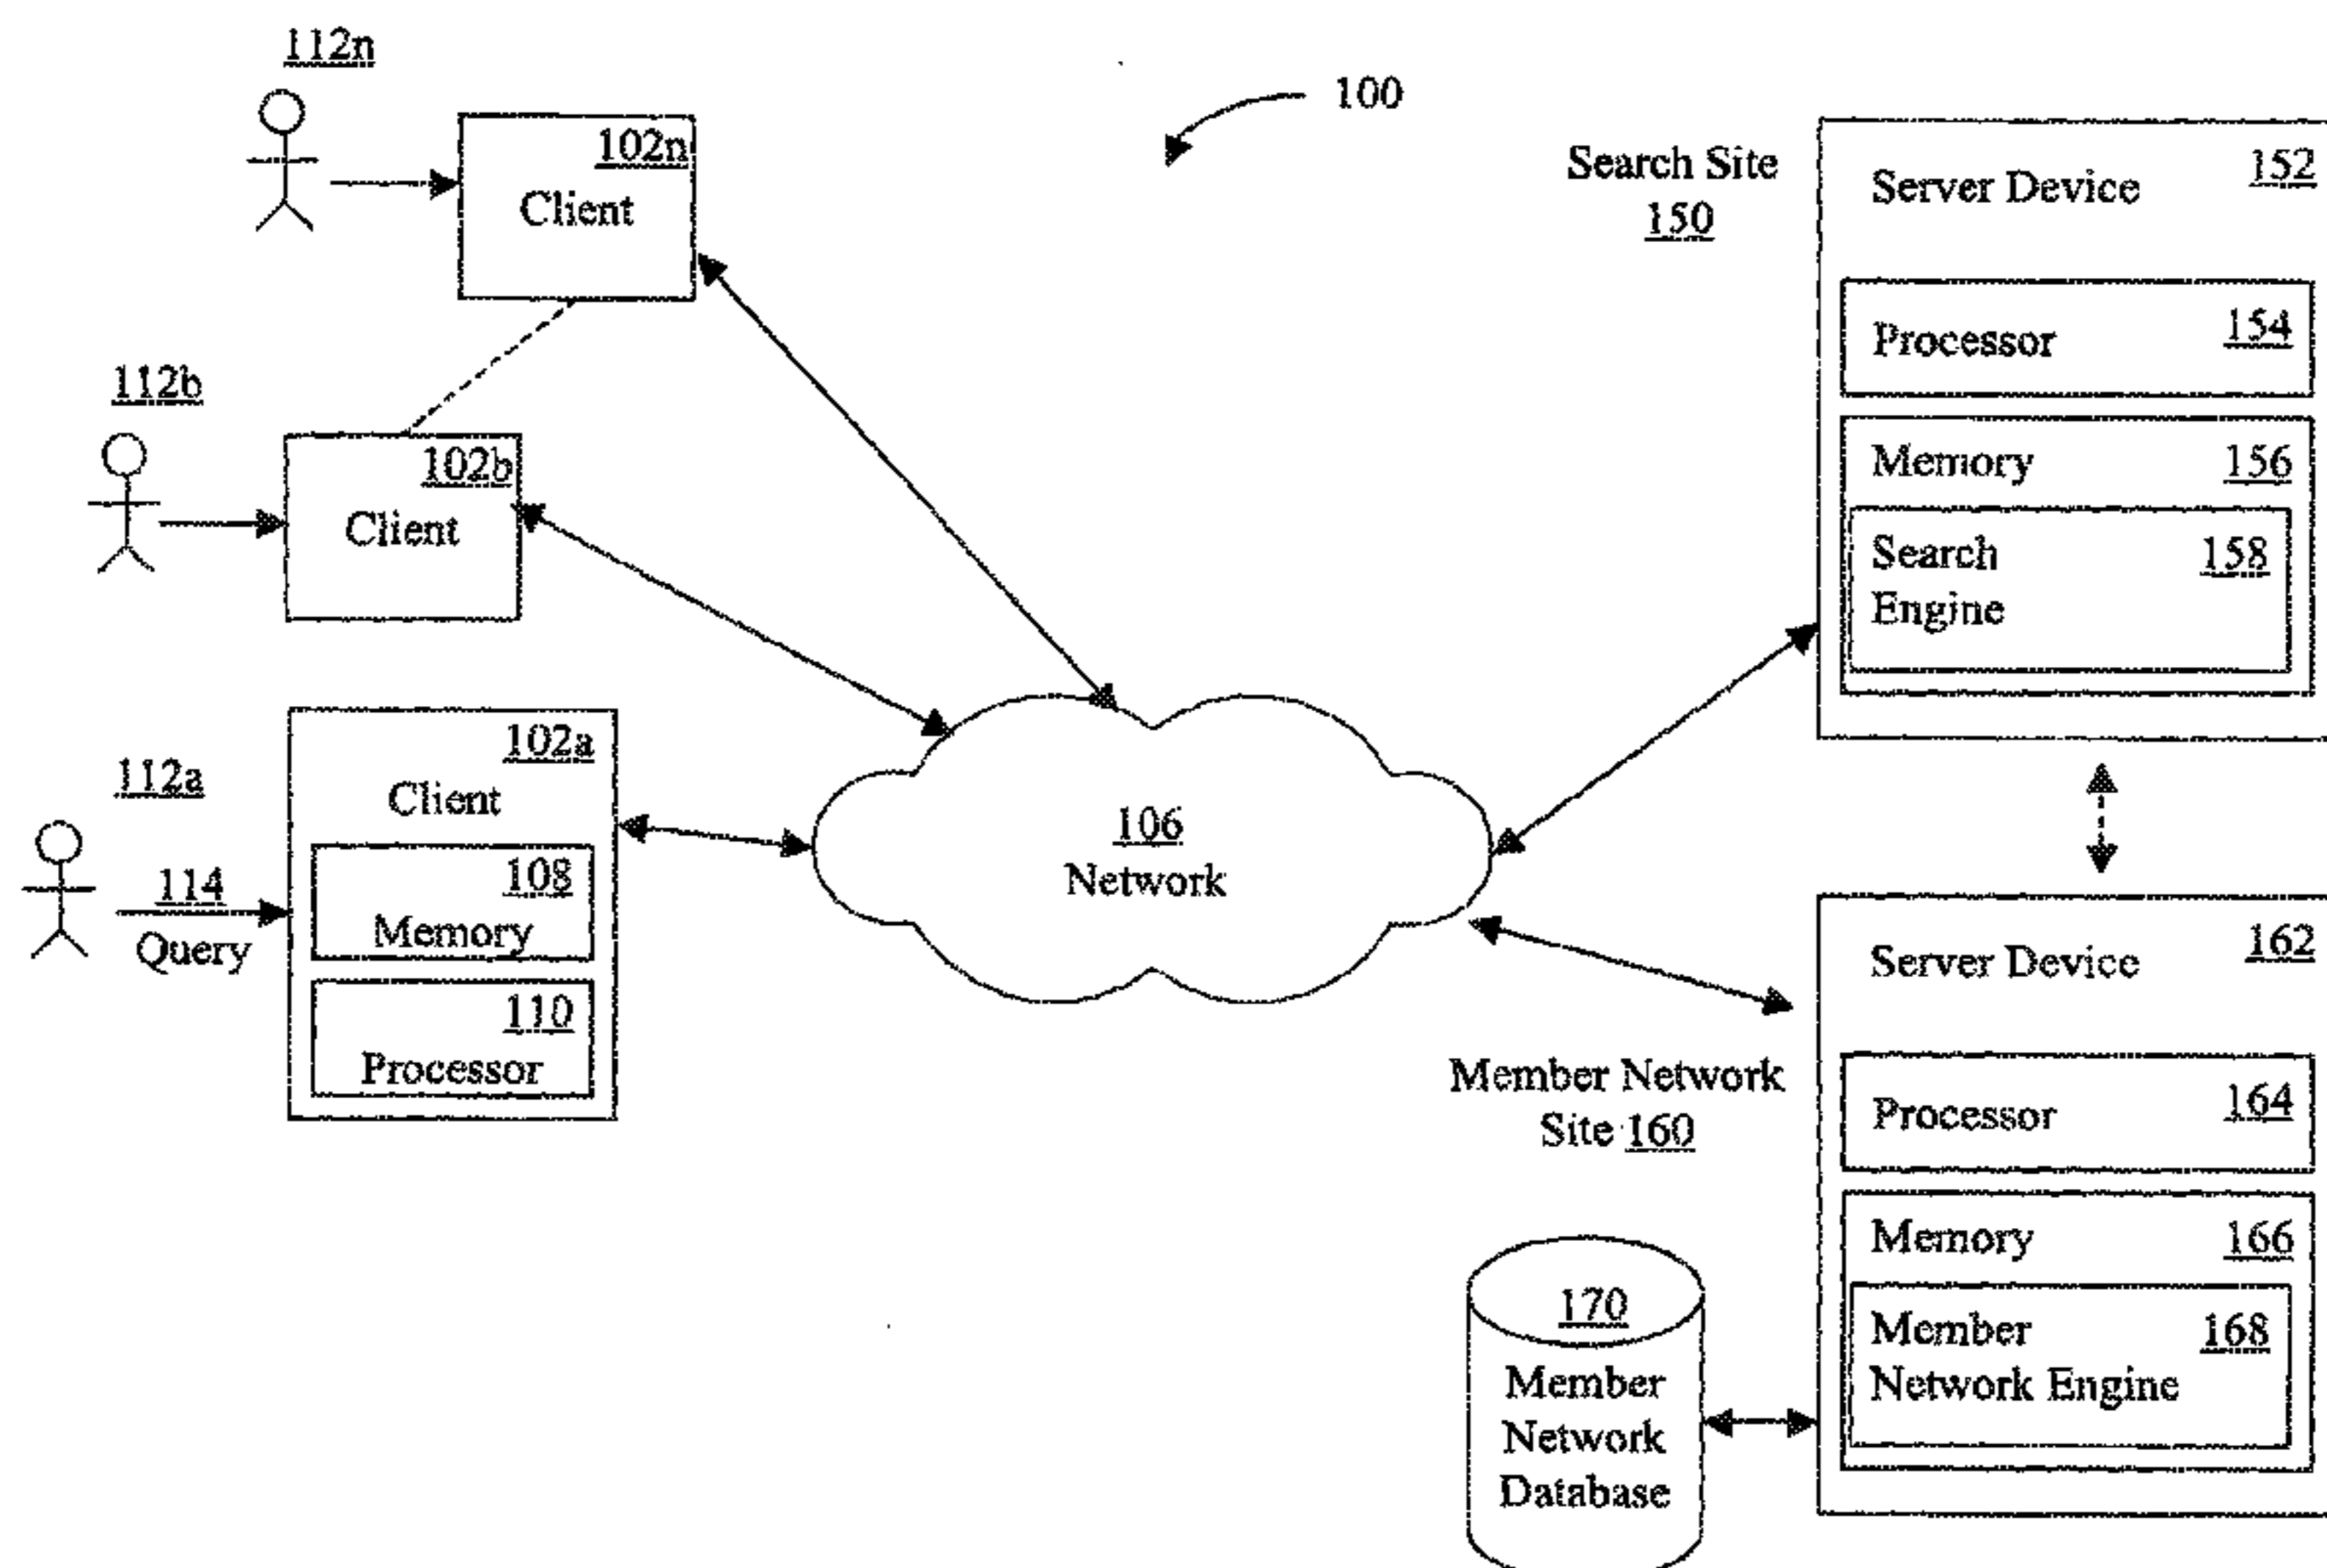 112n
102n
Client
100
Search Site
150
Server Device 152
Processor 154
Memory 156
Search 158
Engine
112b
102b
Client
112a
102a
Client
114
Query
108
Memory
110
Processor
106
Network
Member Network
Site 160
Server Device 162
Processor 164
Memory 166
Member 168
Network Engine
170
Member
Network
Database